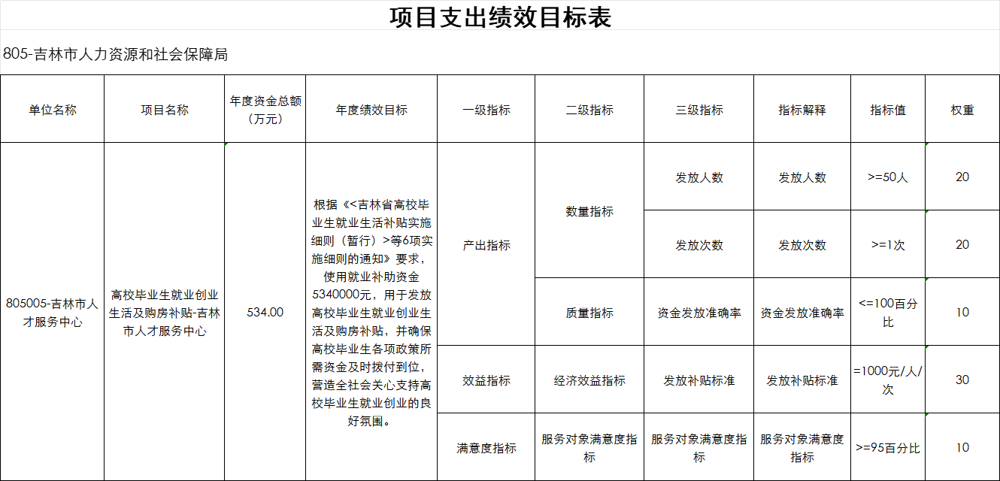 项目支出绩效目标表
805-吉林市人力资源和社会保障局
单位名称
项目名称
年度资金总额
（万元）
年度绩效目标
一级指标
二级指标
三级指标
指标解释
指标值
权重
805005-吉林市人
才服务中心
高校毕业生就业创业
生活及购房补贴-吉林
市人才服务中心
534.00
根据《<吉林省高校毕
业生就业生活补贴实施
细则（暂行）>等6项实
施细则的通知》要求，
使用就业补助资金
5340000元，用于发放
高校毕业生就业创业生
活及购房补贴，并确保
高校毕业生各项政策所
需资金及时拨付到位，
营造全社会关心支持高
校毕业生就业创业的良
好氛围。
产出指标
数量指标
发放人数
发放人数
>=50人
20
发放次数
发放次数
>=1次
20
质量指标
资金发放准确率
资金发放准确率
<=100百分
比
10
效益指标
经济效益指标
发放补贴标准
发放补贴标准
=1000元/人/
次
30
满意度指标
服务对象满意度指
标
服务对象满意度指
标
服务对象满意度
指标
>=95百分比
10